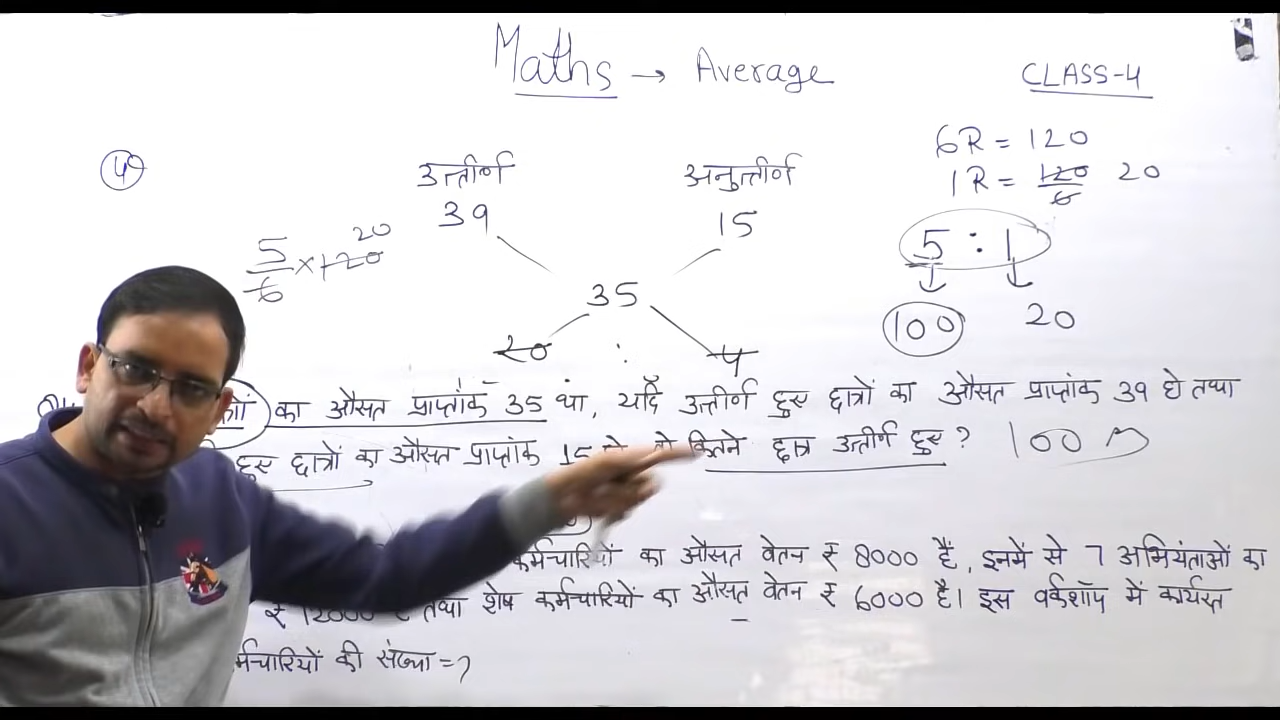 Maths → Average
CLASS-4
6R = 120
1R = 120/6 20
5 : 1
100 20
उत्तीर्ण अनुत्तीर्ण
39 15
5/6 × 120 20
35
20 : 4
का औसत प्राप्तांक 35 था, यदि उत्तीर्ण हुए छात्रों का औसत प्राप्तांक 39 थे तथा
हुए छात्रों का औसत प्राप्तांक 15 कितने छात्र उत्तीर्ण हुए ? 100
कर्मचारियों का औसत वेतन ₹ 8000 हैं, इनमें से 7 अभियंताओं का
₹ 12000 तथा शेष कर्मचारियों का औसत वेतन ₹ 6000 है। इस वर्कशॉप में कार्यरत
र्मचारियों की संख्या = ?